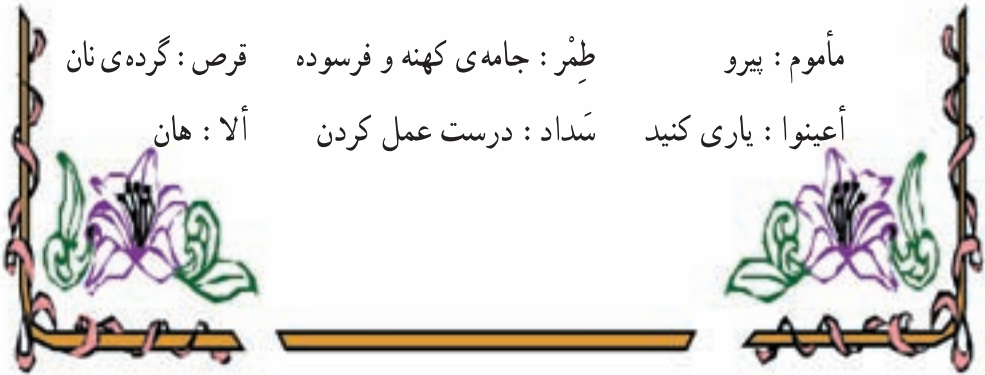 مأموم : پیرو    طِمْر : جامه‌ی کهنه و فرسوده    قرص : گرده‌ی نان
أعینوا : یاری کنید    سَداد : درست عمل کردن    ألا : هان